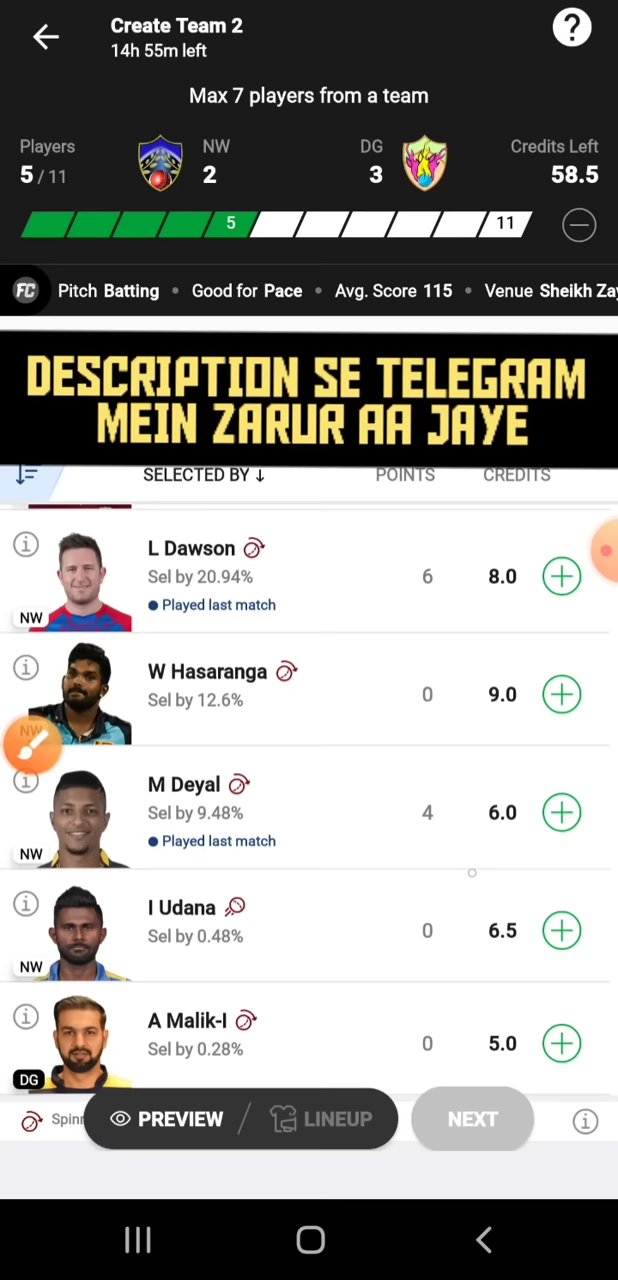 Create Team 2
14h 55m left
?
Max 7 players from a team
Players
5 / 11
NW
2
DG
3
Credits Left
58.5
5
11
FC Pitch Batting • Good for Pace • Avg. Score 115 • Venue Sheikh Za
DESCRIPTION SE TELEGRAM
MEIN ZARUR AA JAYE
SELECTED BY ↓ POINTS CREDITS
L Dawson
Sel by 20.94% 6 8.0
Played last match
NW
W Hasaranga
Sel by 12.6% 0 9.0
NW
M Deyal
Sel by 9.48% 4 6.0
Played last match
NW
I Udana
Sel by 0.48% 0 6.5
NW
A Malik-I
Sel by 0.28% 0 5.0
DG
Spinn
PREVIEW / LINEUP
NEXT